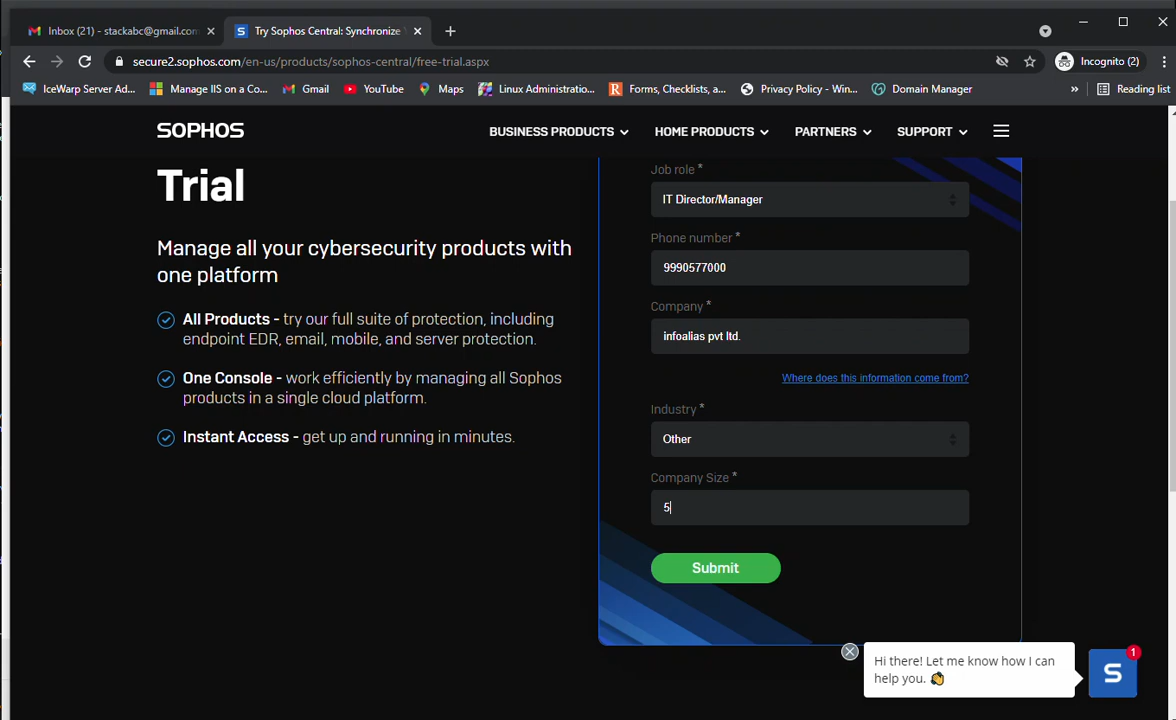 Inbox (21) - stackabc@gmail.com
Try Sophos Central: Synchronize
secure2.sophos.com/en-us/products/sophos-central/free-trial.aspx
Incognito (2)
IceWarp Server Ad...
Manage IIS on a Co...
Gmail
YouTube
Maps
Linux Administratio...
Forms, Checklists, a...
Privacy Policy - Win...
Domain Manager
»
Reading list
SOPHOS
BUSINESS PRODUCTS
HOME PRODUCTS
PARTNERS
SUPPORT
Trial
Manage all your cybersecurity products with
one platform
All Products - try our full suite of protection, including
endpoint EDR, email, mobile, and server protection.
One Console - work efficiently by managing all Sophos
products in a single cloud platform.
Instant Access - get up and running in minutes.
Job role *
IT Director/Manager
Phone number *
9990577000
Company *
infoalias pvt ltd.
Where does this information come from?
Industry *
Other
Company Size *
5
Submit
Hi there! Let me know how I can
help you. 👏
S
1